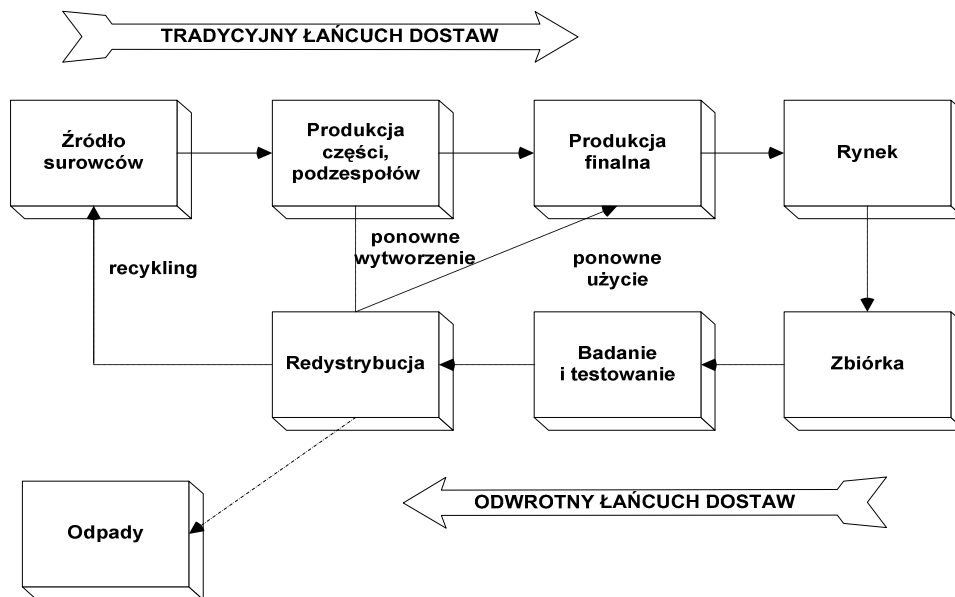 TRADYCYJNY ŁAŃCUCH DOSTAW
Źródło
surowców
Produkcja
części,
podzespołów
Produkcja
finalna
Rynek
recykling
ponowne
wytworzenie
ponowne
użycie
Redystrybucja
Badanie
i testowanie
Zbiórka
Odpady
ODWROTNY ŁAŃCUCH DOSTAW